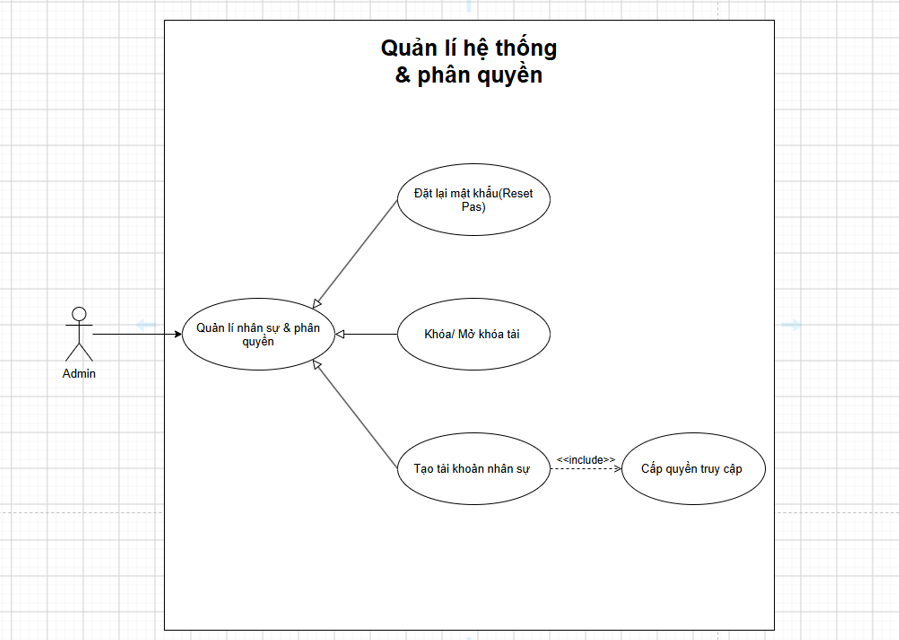 Quản lí hệ thống
& phân quyền
Đặt lại mật khẩu(Reset
Pas)
Quản lí nhân sự & phân
quyền
Khóa/ Mở khóa tài
Admin
Tạo tài khoản nhân sự
<<include>>
Cấp quyền truy cập